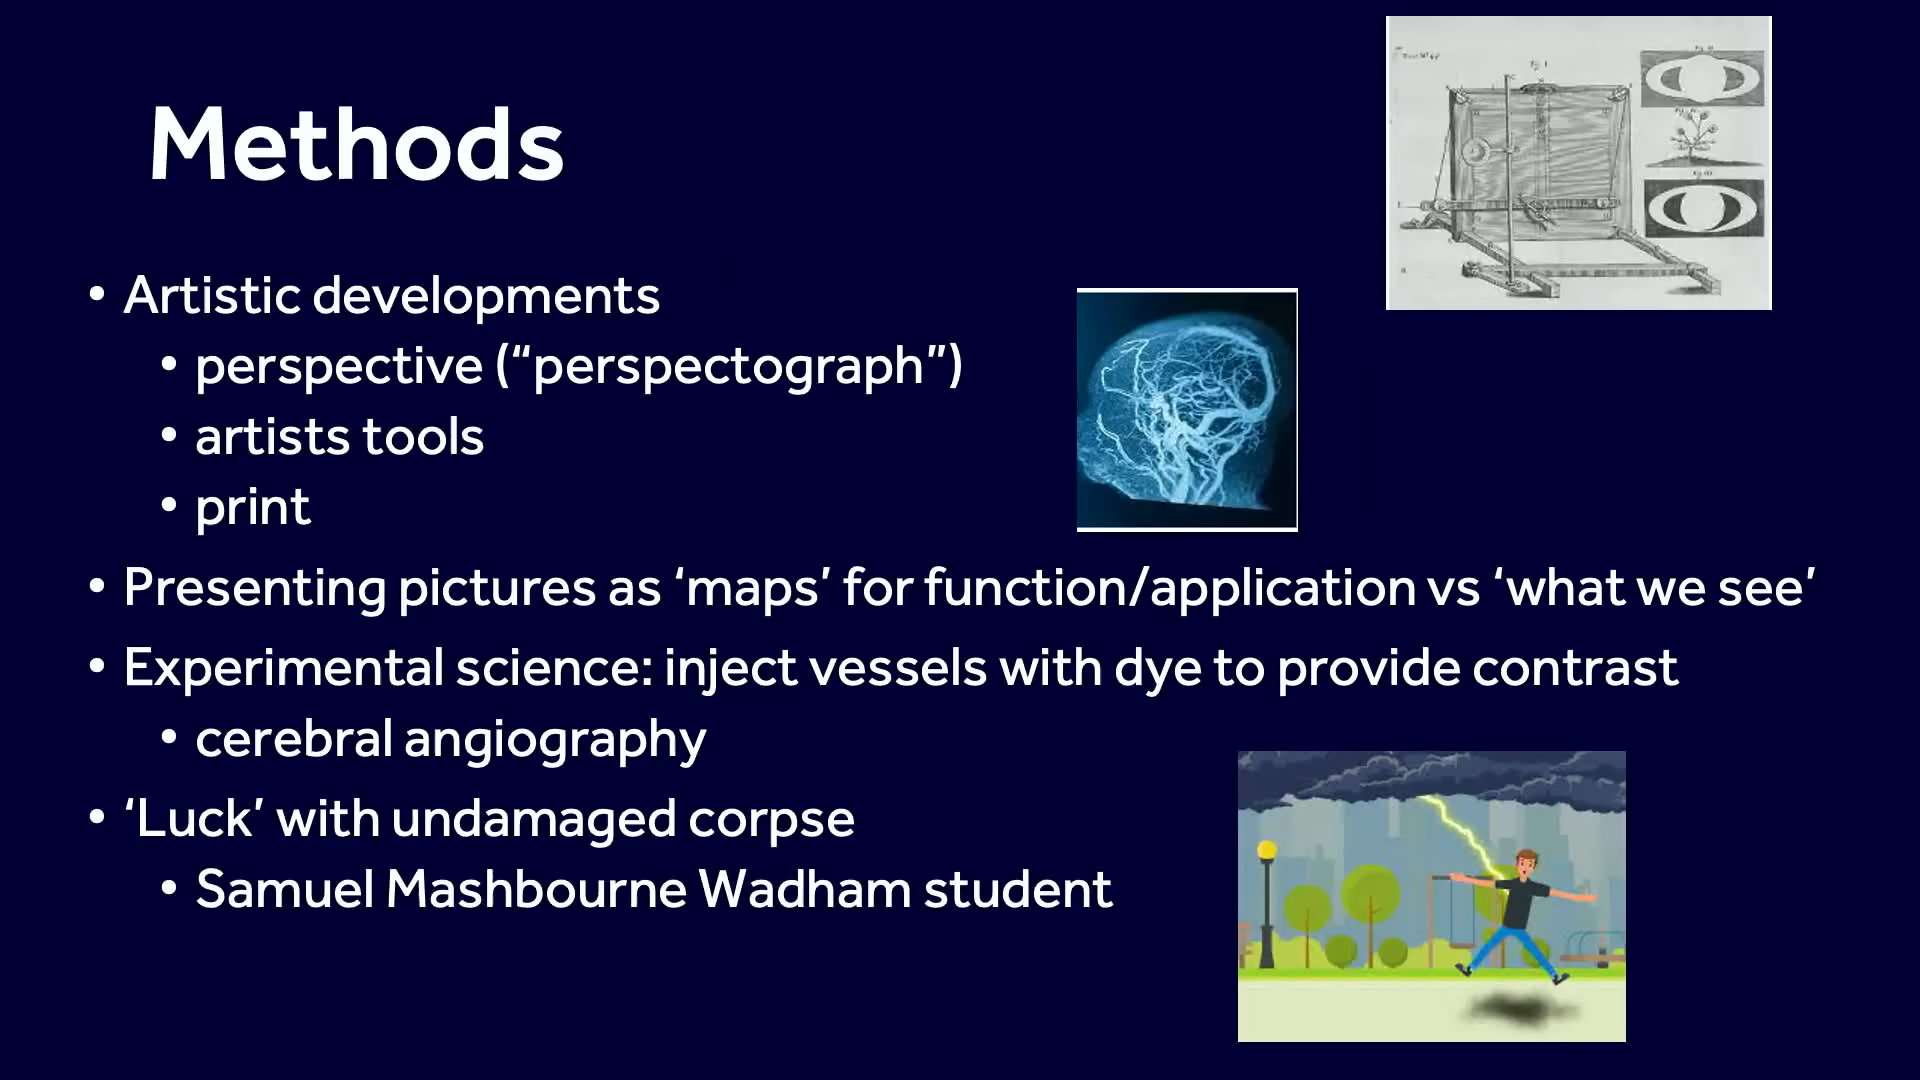 Methods
• Artistic developments
• perspective (“perspectograph”)
• artists tools
• print
• Presenting pictures as ‘maps’ for function/application vs ‘what we see’
• Experimental science: inject vessels with dye to provide contrast
• cerebral angiography
• ‘Luck’ with undamaged corpse
• Samuel Mashbourne Wadham student